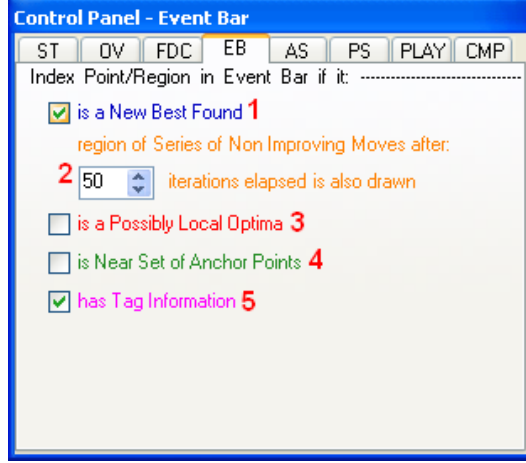 Control Panel - Event Bar
ST OV FDC EB AS PS PLAY CMP
Index Point/Region in Event Bar if it: --------------------------------
is a New Best Found 1
region of Series of Non Improving Moves after:
2 50 iterations elapsed is also drawn
is a Possibly Local Optima 3
is Near Set of Anchor Points 4
has Tag Information 5